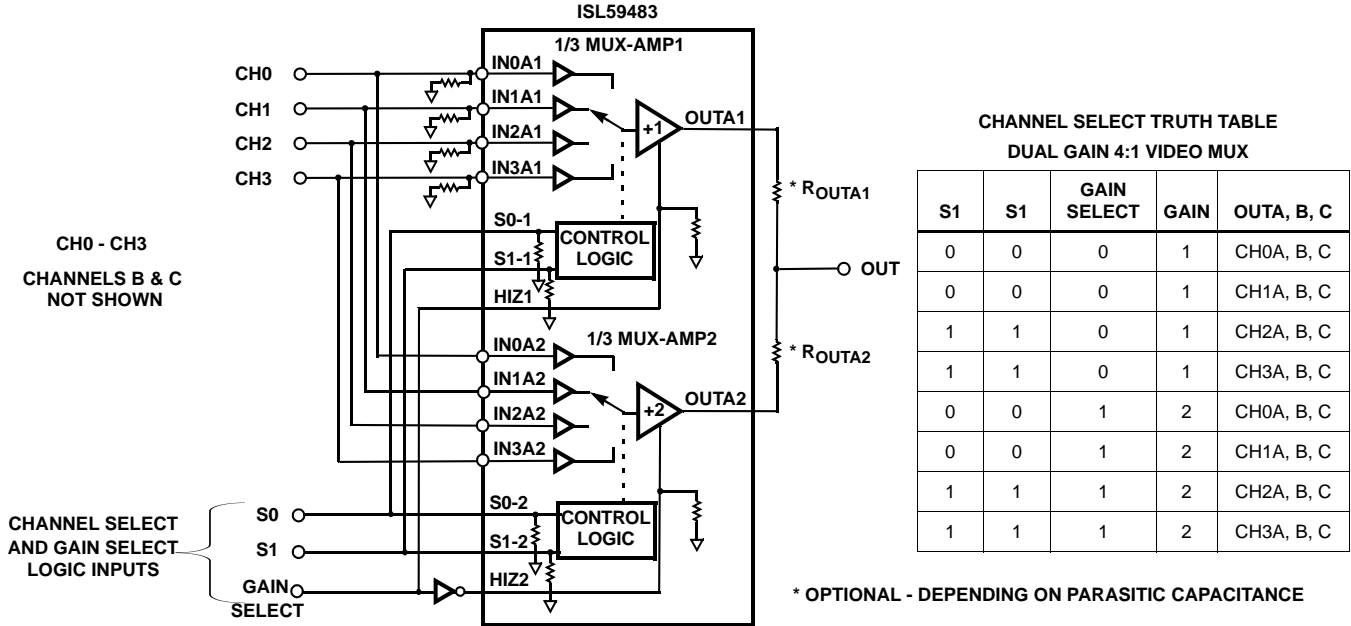 ISL59483
1/3 MUX-AMP1
CH0
IN0A1
CH1
IN1A1
CH2
IN2A1
CH3
IN3A1
+1
OUTA1
* ROUTA1
S0-1
CONTROL
LOGIC
S1-1
HIZ1
CH0 - CH3
CHANNELS B & C
NOT SHOWN
OUT
1/3 MUX-AMP2
IN0A2
IN1A2
IN2A2
IN3A2
+2
OUTA2
* ROUTA2
S0-2
CONTROL
LOGIC
S1-2
HIZ2
CHANNEL SELECT
AND GAIN SELECT
LOGIC INPUTS
S0
S1
GAIN
SELECT
CHANNEL SELECT TRUTH TABLE
DUAL GAIN 4:1 VIDEO MUX
S1 S1 GAIN SELECT GAIN OUTA, B, C
0 0 0 1 CH0A, B, C
0 0 0 1 CH1A, B, C
1 1 0 1 CH2A, B, C
1 1 0 1 CH3A, B, C
0 0 1 2 CH0A, B, C
0 0 1 2 CH1A, B, C
1 1 1 2 CH2A, B, C
1 1 1 2 CH3A, B, C
* OPTIONAL - DEPENDING ON PARASITIC CAPACITANCE